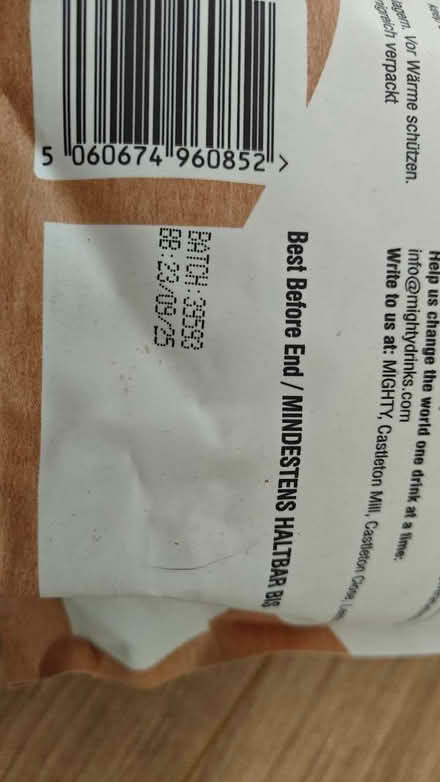 5 060674 960852 >
lagern. Vor Wärme schützen.
verpackt
Help us change the world one drink at a time:
info@mightydrinks.com
Write to us at: MIGHTY, Castleton Mill, Castleton Close,
Best Before End / MINDESTENS HALTBAR BIS
BATCH:33593
BB:23/09/25